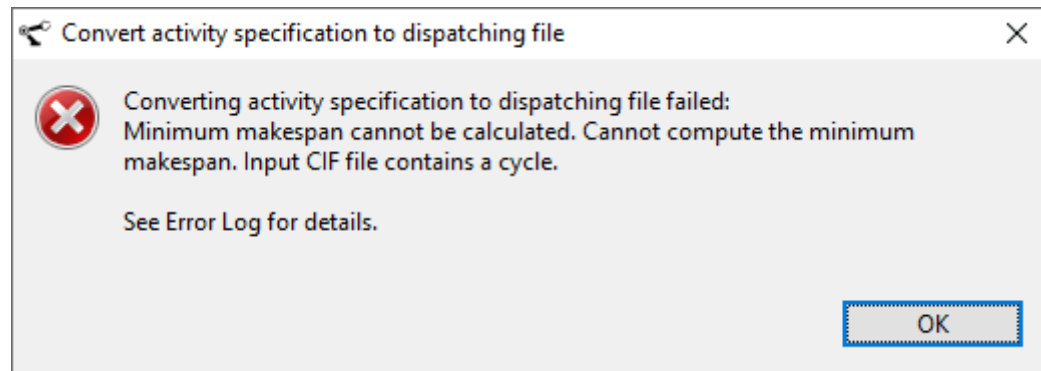 Convert activity specification to dispatching file
Converting activity specification to dispatching file failed:
Minimum makespan cannot be calculated. Cannot compute the minimum
makespan. Input CIF file contains a cycle.
See Error Log for details.
OK